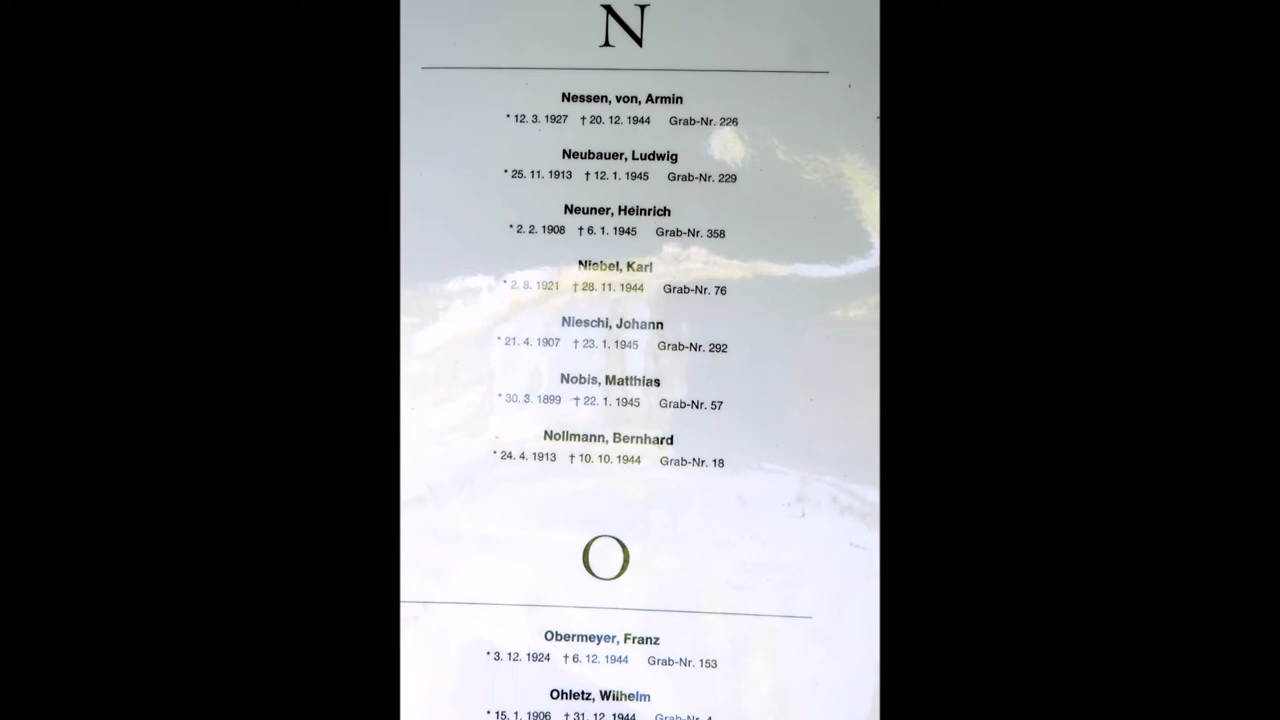 N
Nessen, von, Armin
* 12. 3. 1927 † 20. 12. 1944 Grab-Nr. 226
Neubauer, Ludwig
* 25. 11. 1913 † 12. 1. 1945 Grab-Nr. 229
Neuner, Heinrich
* 2. 2. 1908 † 6. 1. 1945 Grab-Nr. 358
Niebel, Karl
* 2. 8. 1921 † 28. 11. 1944 Grab-Nr. 76
Nieschi, Johann
* 21. 4. 1907 † 23. 1. 1945 Grab-Nr. 292
Nobis, Matthias
* 30. 3. 1899 † 22. 1. 1945 Grab-Nr. 57
Nollmann, Bernhard
* 24. 4. 1913 † 10. 10. 1944 Grab-Nr. 18
O
Obermeyer, Franz
* 3. 12. 1924 † 6. 12. 1944 Grab-Nr. 153
Ohletz, Wilhelm
* 15. 1. 1906 † 31. 12. 1944 Grab-Nr.